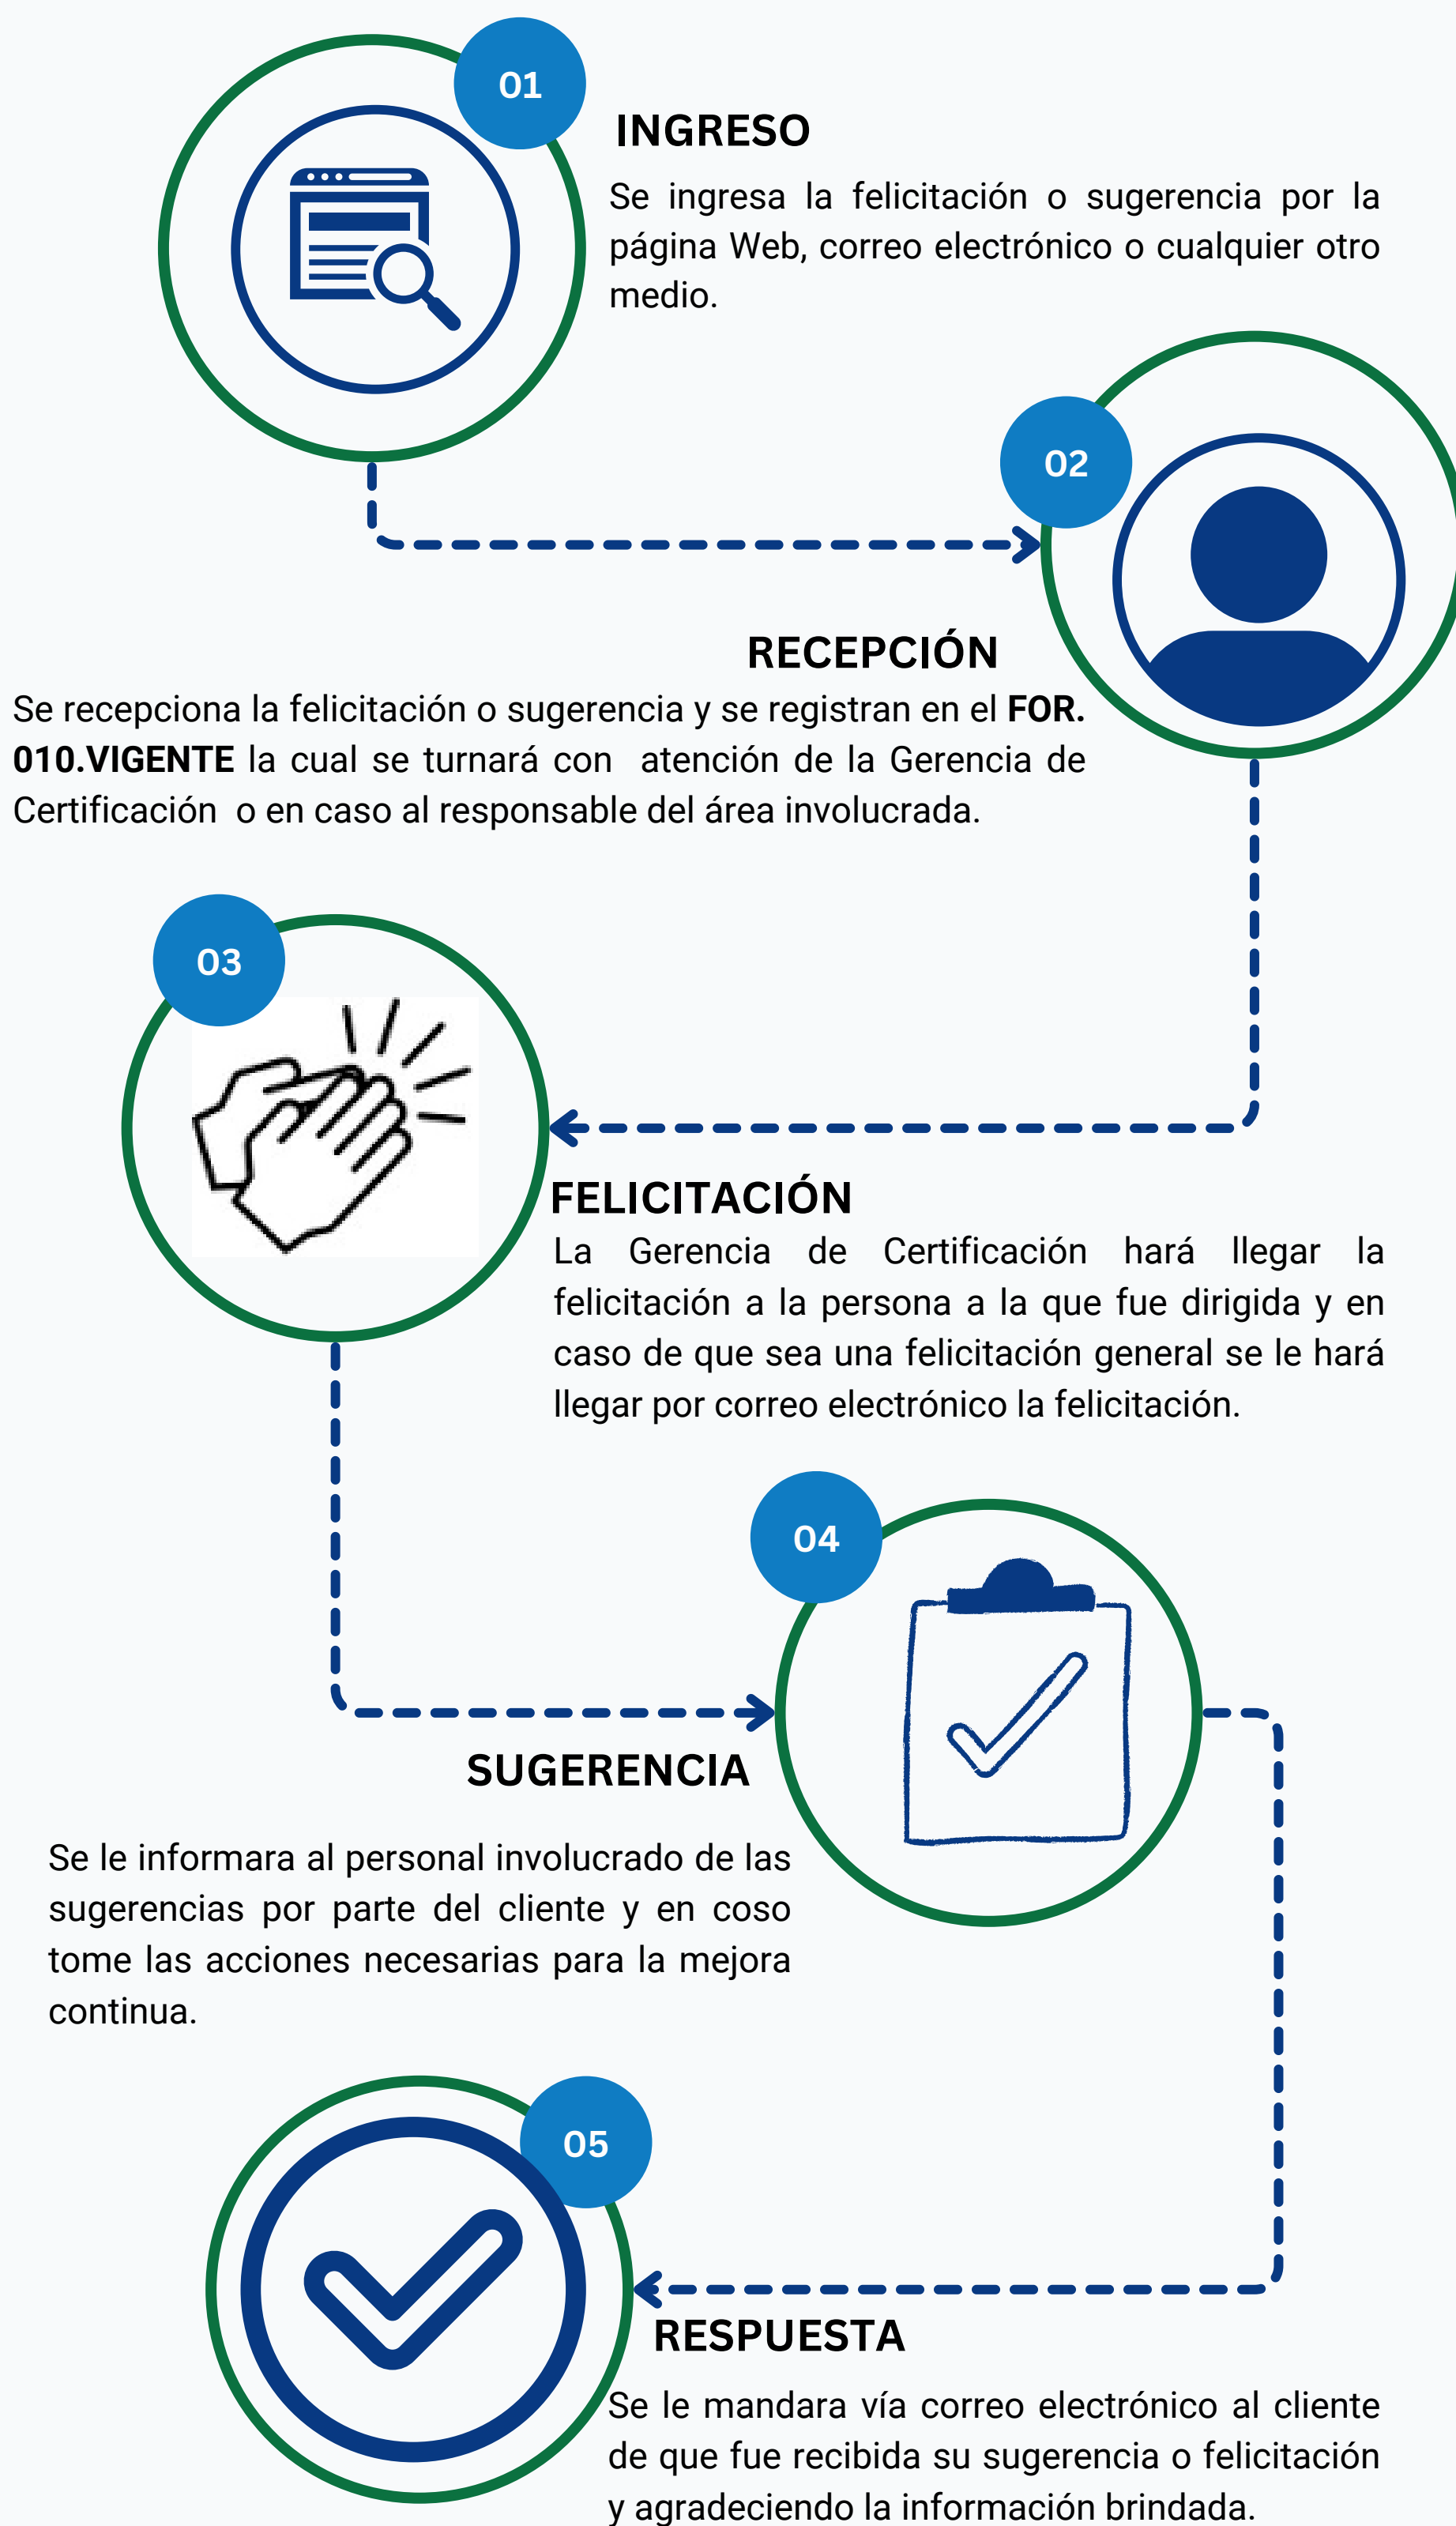 01
INGRESO
Se ingresa la felicitación o sugerencia por la
página Web, correo electrónico o cualquier otro
medio.
02
RECEPCIÓN
Se recepciona la felicitación o sugerencia y se registran en el FOR.
010.VIGENTE la cual se turnará con atención de la Gerencia de
Certificación o en caso al responsable del área involucrada.
03
FELICITACIÓN
La Gerencia de Certificación hará llegar la
felicitación a la persona a la que fue dirigida y en
caso de que sea una felicitación general se le hará
llegar por correo electrónico la felicitación.
04
SUGERENCIA
Se le informara al personal involucrado de las
sugerencias por parte del cliente y en coso
tome las acciones necesarias para la mejora
continua.
05
RESPUESTA
Se le mandara vía correo electrónico al cliente
de que fue recibida su sugerencia o felicitación
y agradeciendo la información brindada.